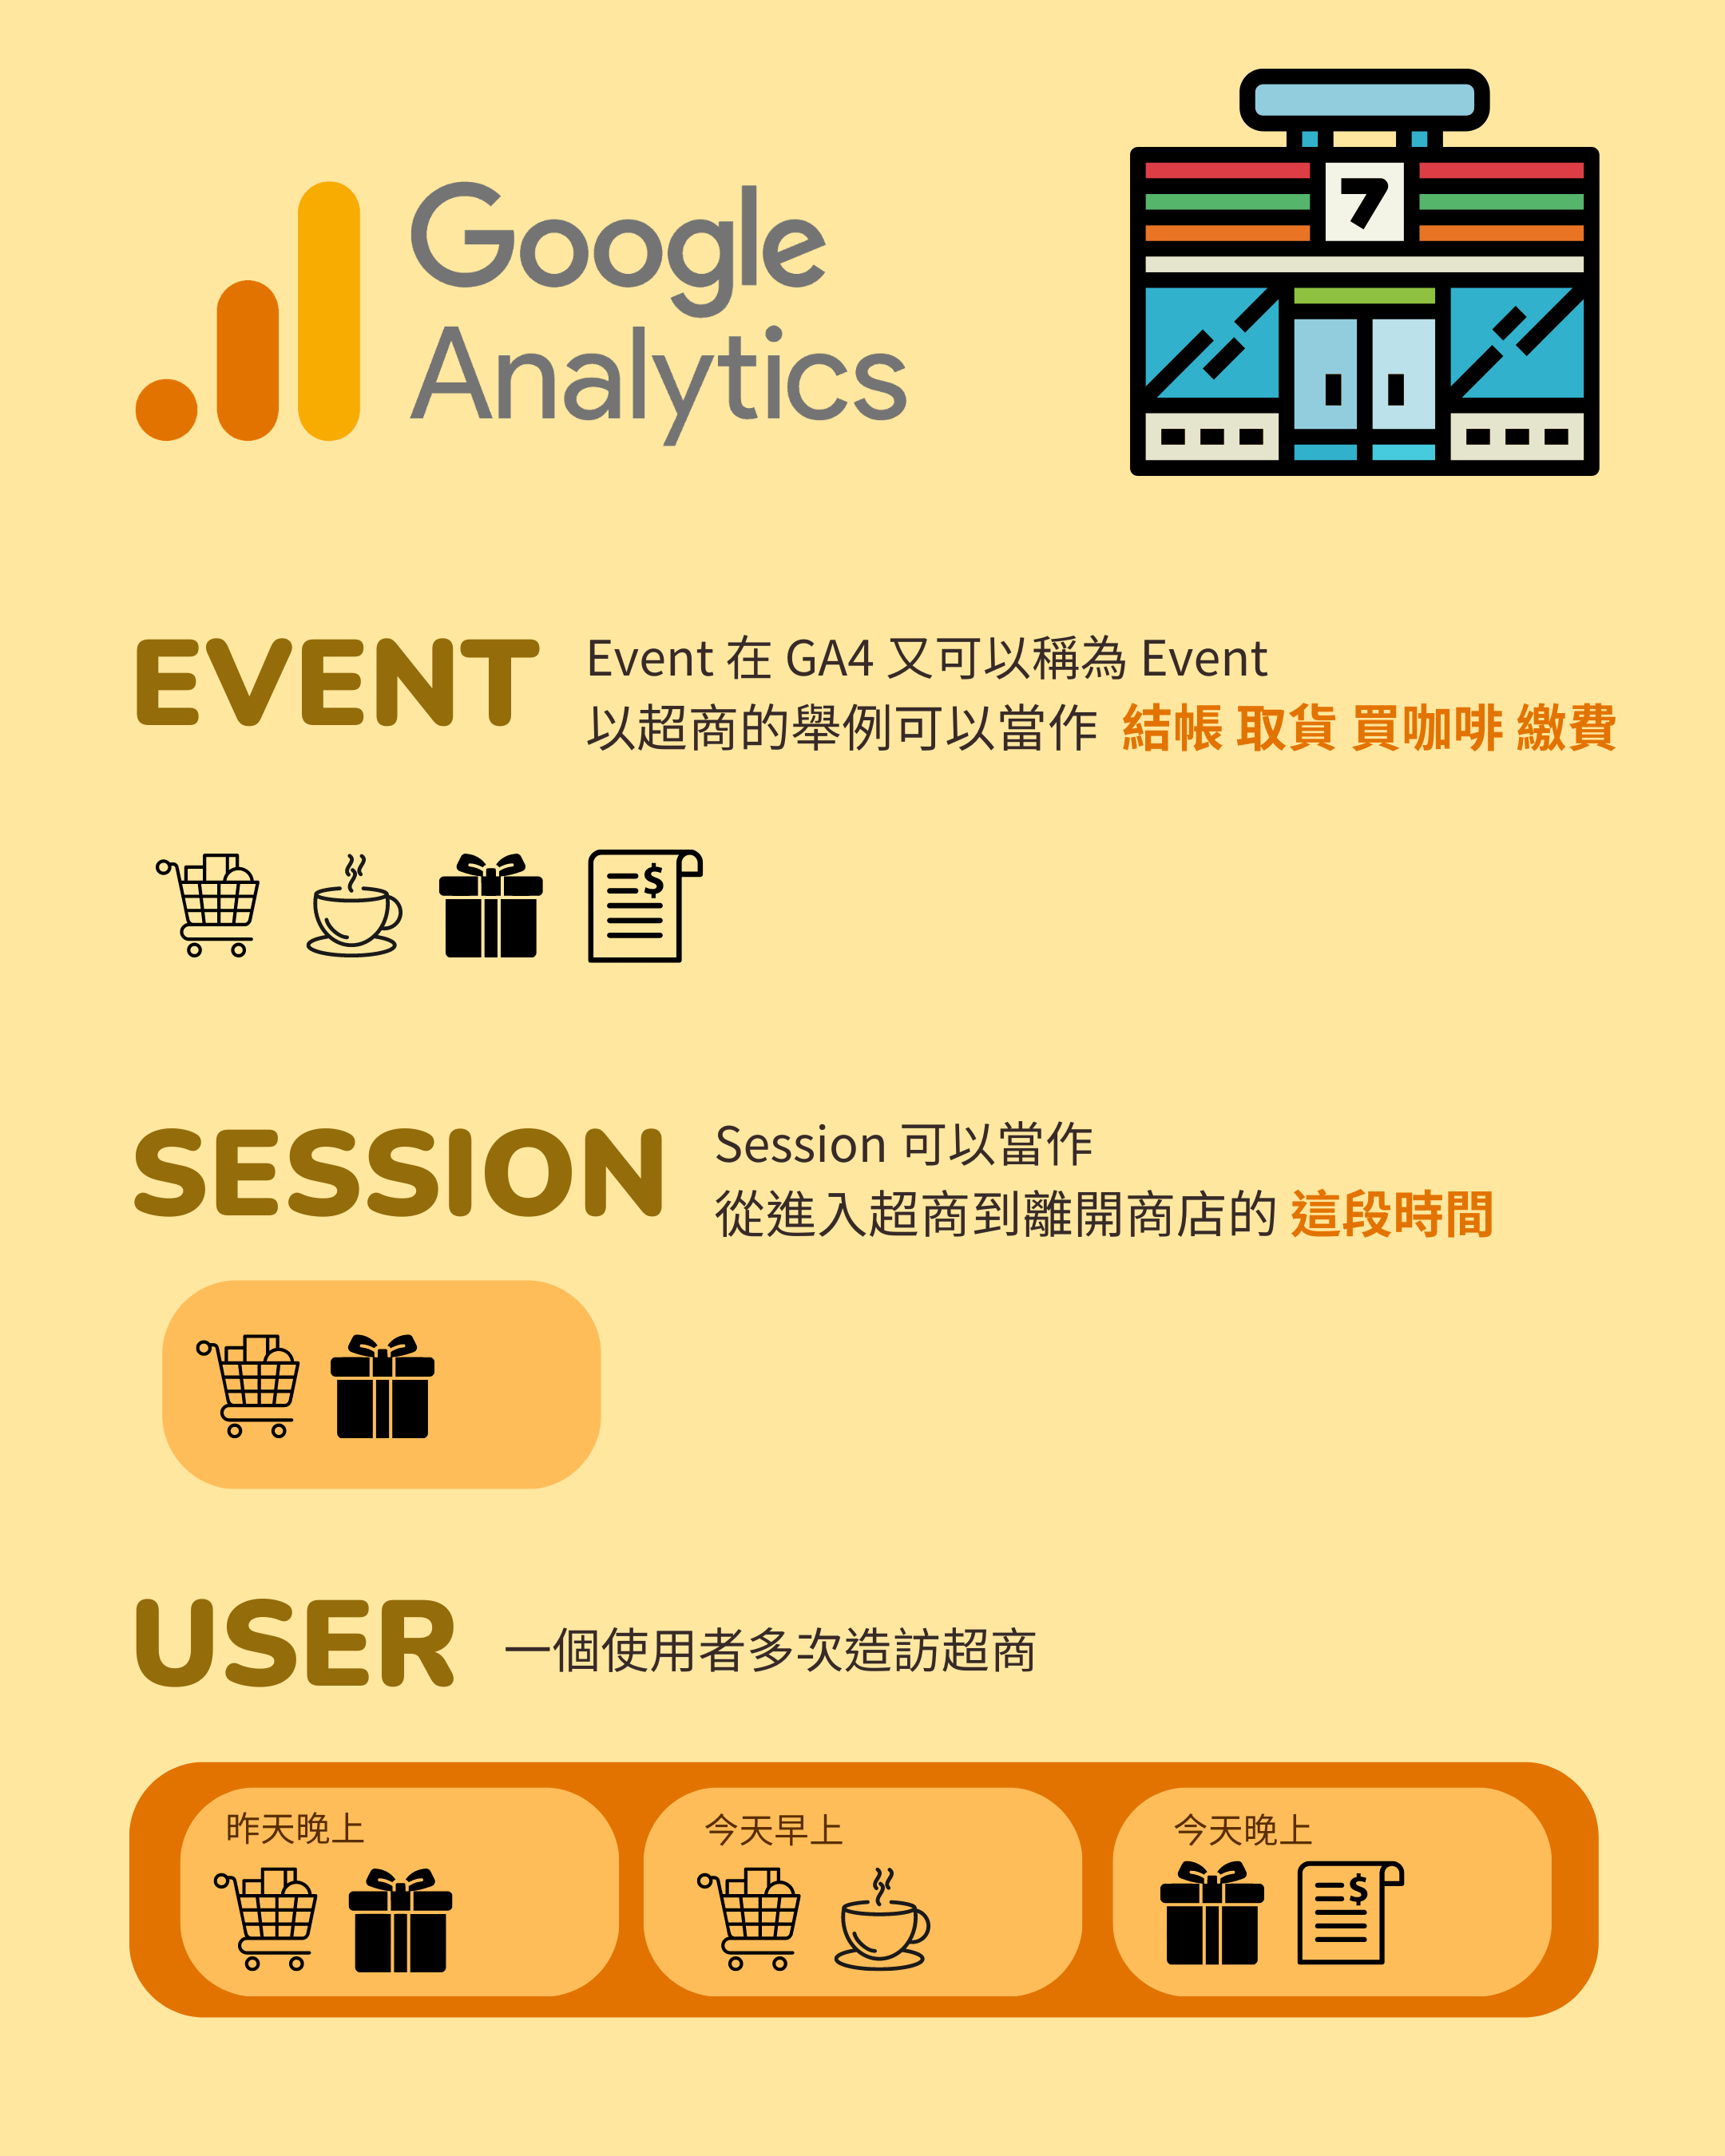 Google
Analytics
7
EVENT
Event 在 GA4 又可以稱為 Event
以超商的舉例可以當作 結帳 取貨 買咖啡 繳費
$
SESSION
Session 可以當作
從進入超商到離開商店的 這段時間
USER
一個使用者多次造訪超商
昨天晚上
今天早上
今天晚上
$